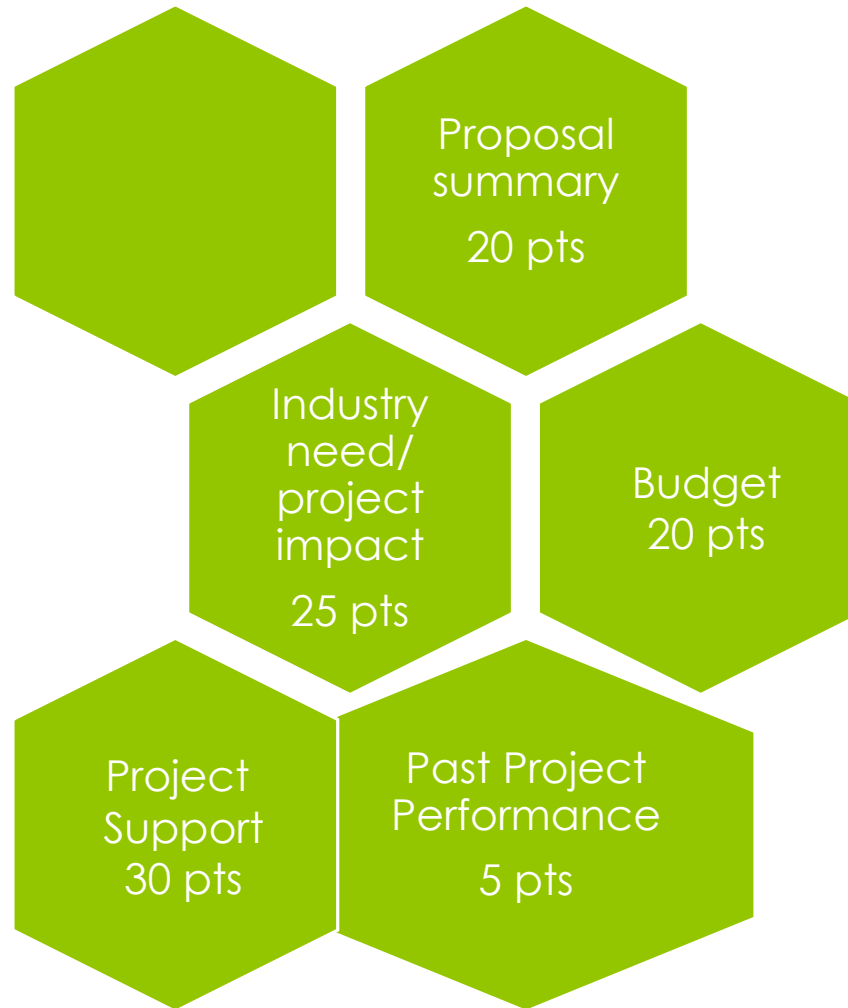 Proposal
summary
20 pts
Industry
need/
project
impact
25 pts
Budget
20 pts
Project
Support
30 pts
Past Project
Performance
5 pts